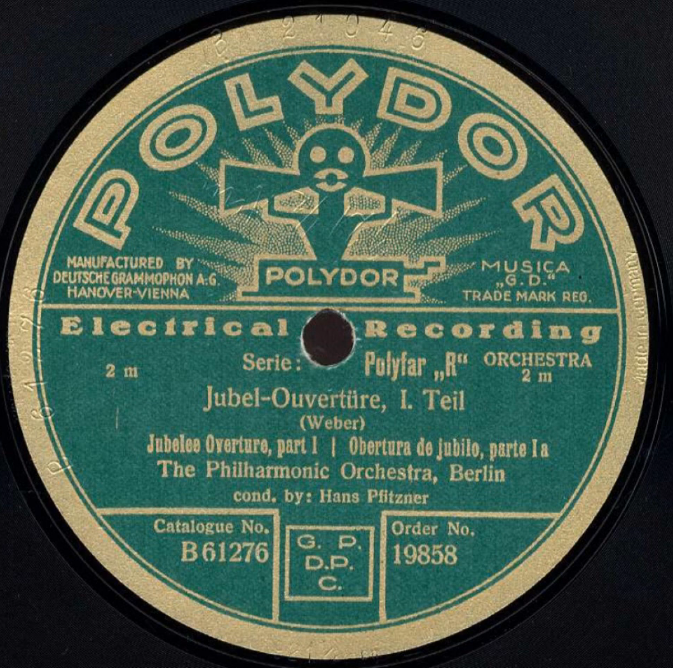 POLYDOR
MANUFACTURED BY
DEUTSCHE GRAMMOPHON A:G.
HANOVER-VIENNA
POLYDOR
MUSICA
„G.D.“
TRADE MARK REG.
Electrical Recording
2 m
Serie: Polyfar „R“
ORCHESTRA
2 m
Jubel-Ouvertüre, I. Teil
(Weber)
Jubelee Overture, part I | Obertura de jubilo, parte I a
The Philharmonic Orchestra, Berlin
cond. by: Hans Pfitzner
Catalogue No.
B 61276
G. P.
D.P.
C.
Order No.
19858